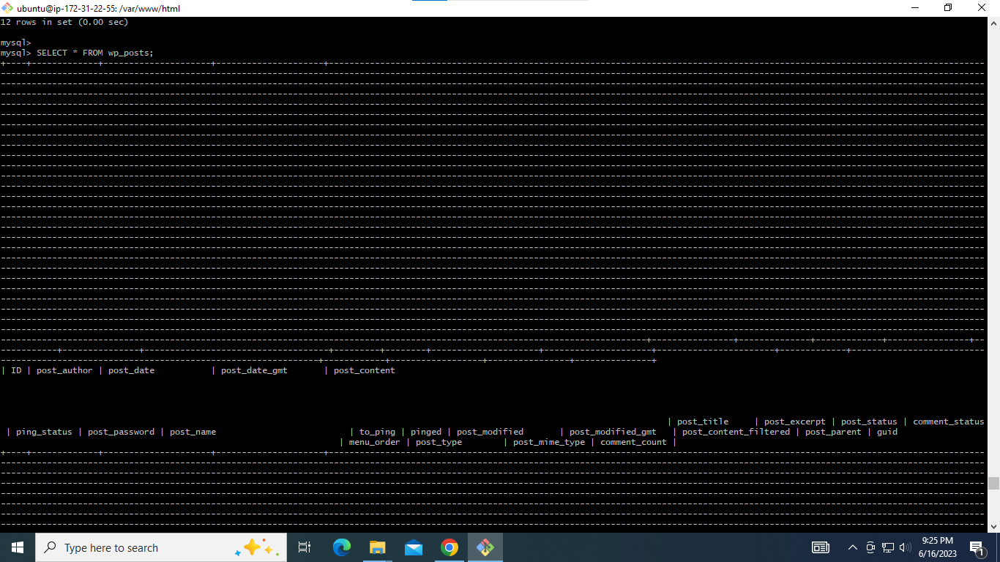 ubuntu@ip-172-31-22-55: /var/www/html
12 rows in set (0.00 sec)
mysql>
mysql> SELECT * FROM wp_posts;
| ID | post_author | post_date | post_date_gmt | post_content
| post_title | post_excerpt | post_status | comment_status
| ping_status | post_password | post_name | to_ping | pinged | post_modified | post_modified_gmt | post_content_filtered | post_parent | guid
| menu_order | post_type | post_mime_type | comment_count |
Type here to search
9:25 PM
6/16/2023
1